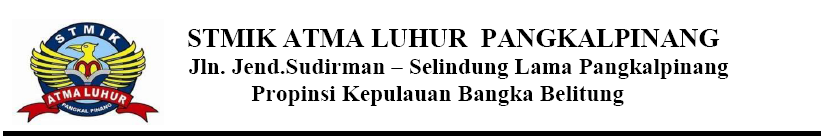 STMIK
ATMA LUHUR
PANGKAL PINANG
STMIK ATMA LUHUR PANGKALPINANG
Jln. Jend.Sudirman – Selindung Lama Pangkalpinang
Propinsi Kepulauan Bangka Belitung